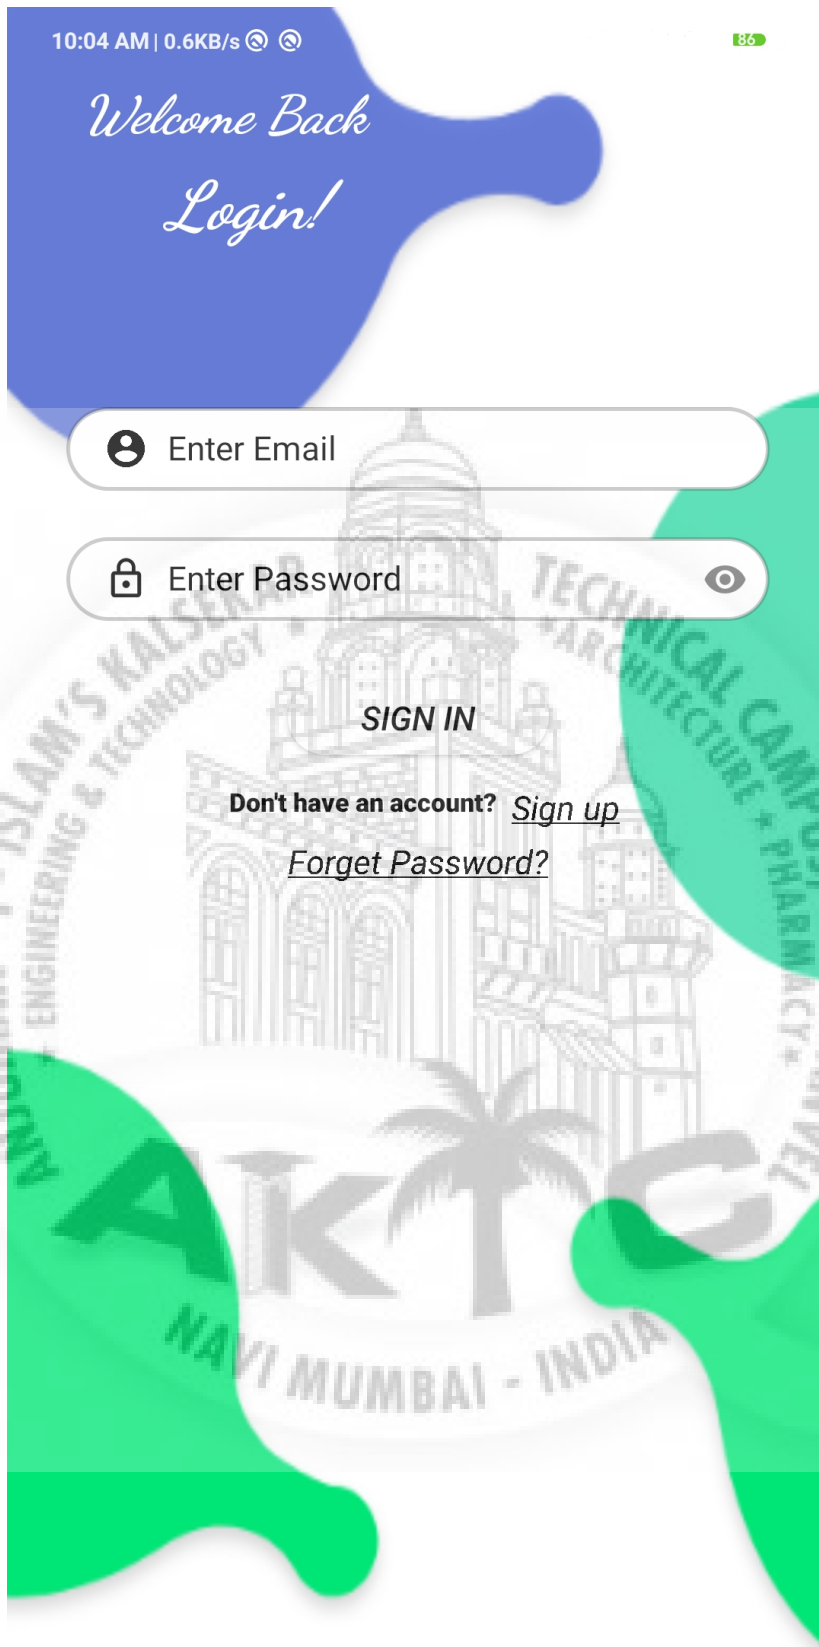 10:04 AM | 0.6KB/s
86
Welcome Back
Login!
Enter Email
Enter Password
SIGN IN
Don't have an account? Sign up
Forget Password?
ISLAM'S KALSEKAR TECHNICAL CAMPUS
ENGINEERING & TECHNOLOGY * ARCHITECTURE * PHARMACY *
AKTC
NAVI MUMBAI - INDIA